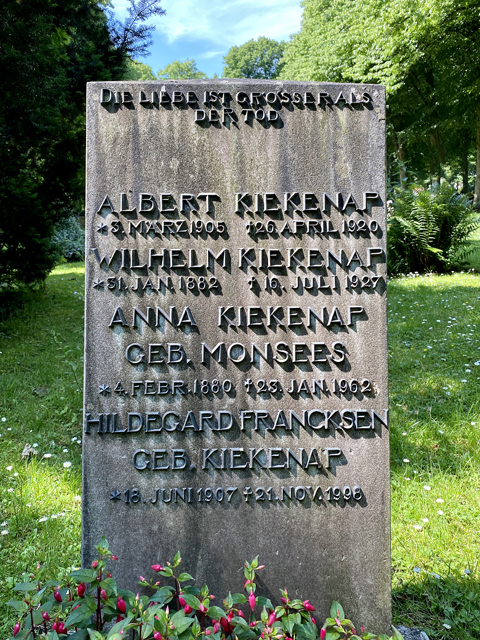 DIE LIEBE IST GRÖSSER ALS
DER TOD
ALBERT KIEKENAP
*3. MÄRZ 1905 †26. APRIL 1920
WILHELM KIEKENAP
*31. JAN. 1882 † 16. JULI 1927
ANNA KIEKENAP
GEB. MONSEES
*4. FEBR. 1880 †23. JAN. 1962
HILDEGARD FRANCKSEN
GEB. KIEKENAP
*18. JUNI 1907 †21. NOV. 1998